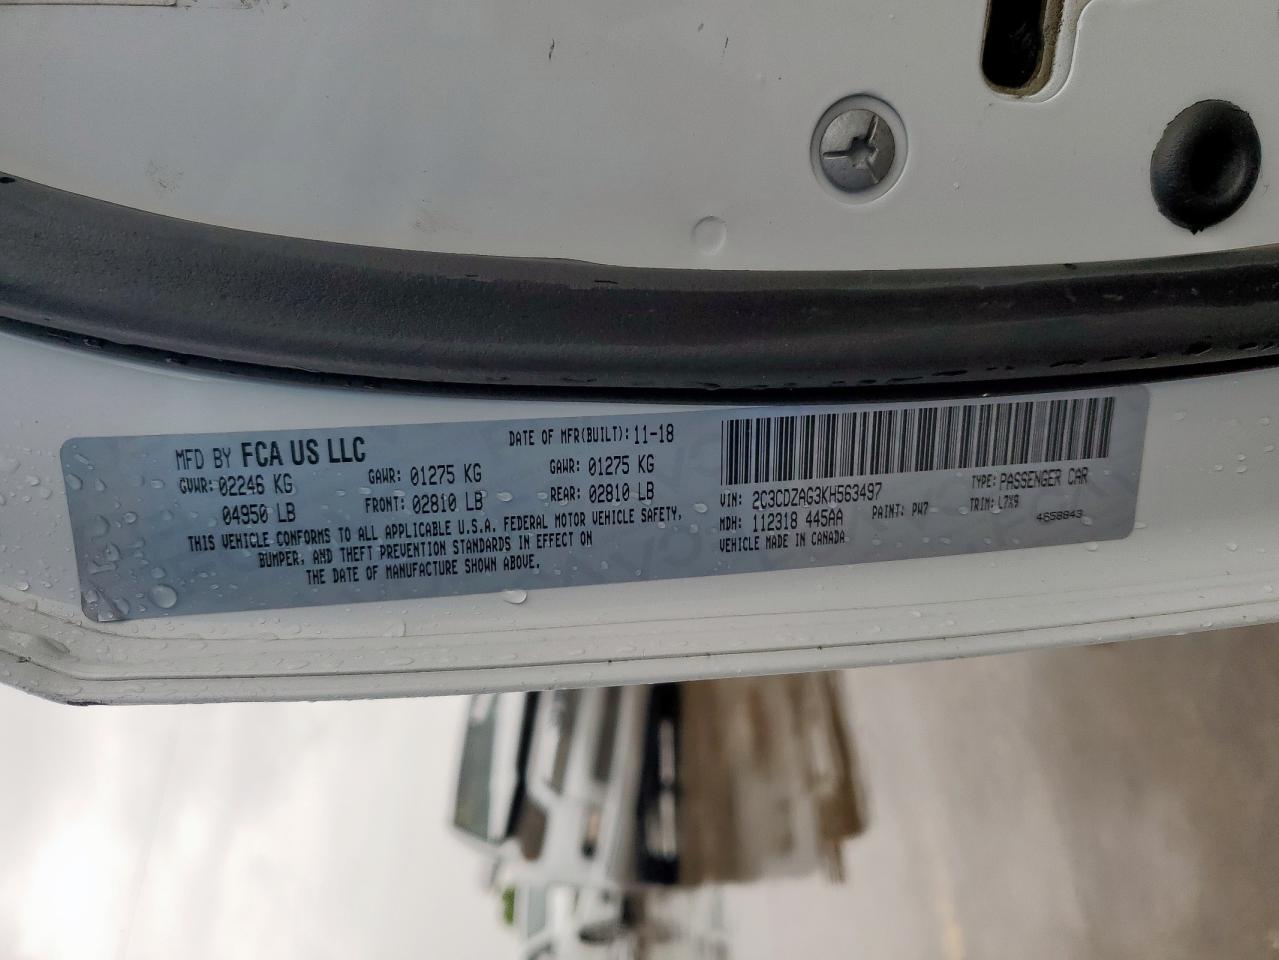 MFD BY FCA US LLC
DATE OF MFR(BUILT): 11-18
GVWR: 02246 KG
GAWR: 01275 KG
GAWR: 01275 KG
04950 LB
FRONT: 02810 LB
REAR: 02810 LB
THIS VEHICLE CONFORMS TO ALL APPLICABLE U.S.A. FEDERAL MOTOR VEHICLE SAFETY,
BUMPER, AND THEFT PREVENTION STANDARDS IN EFFECT ON
THE DATE OF MANUFACTURE SHOWN ABOVE.
VIN: 2C3CDZAG3KH563497
TYPE: PASSENGER CAR
MDH: 112318 445AA
PAINT: PW7
TRIM: L7X9
VEHICLE MADE IN CANADA
4658843